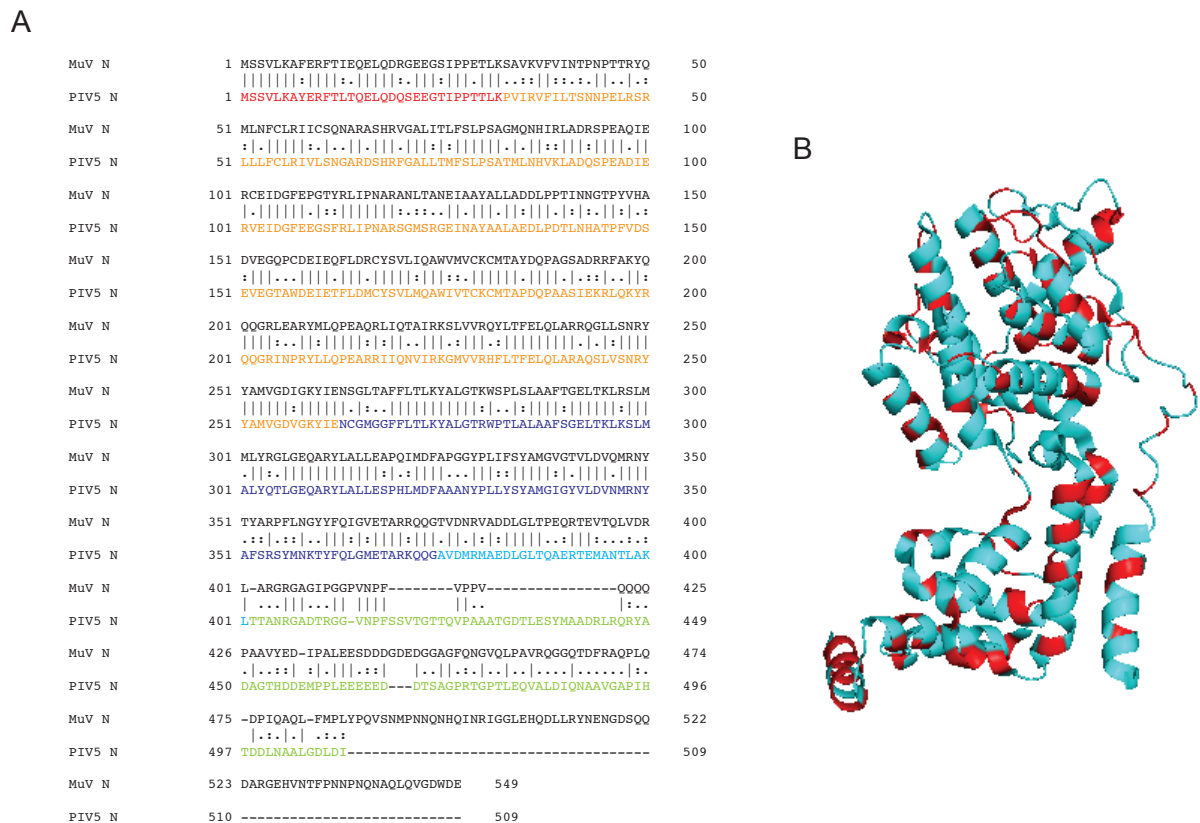 A
MuV N 1 MSSVLKAFERFTIEQELQDRGEEGSIPPETLKSAVKVFVINTPNPTTRYQ 50
PIV5 N 1 MSSVLKAYERFTLTQELQDQSEEGTIPPTTLKPVIRVFILTSNNPELRSR 50
MuV N 51 MLNFCLRIICSQNARASHRVGALITLFSLPSAGMQNHIRLADRSPEAQIE 100
PIV5 N 51 LLLFCLRIVLSNGARDSHRFGALLTMFSLPSATMLNHVKLADQSPEADIE 100
MuV N 101 RCEIDGFEPGTYRLIPNARANLTANEIAAYALLADDLPPTINNGTPYVHA 150
PIV5 N 101 RVEIDGFEEGSFRLIPNARSGMSRGEINAYAALAEDLPDTLNHATPFVDS 150
B
MuV N 151 DVEGQPCDEIEQFLDRCYSVLIQAWVMVCKCMTAYDQPAGSADRRFAKYQ 200
PIV5 N 151 EVEGTAWDEIETFLDMCYSVLMQAWIVTCKCMTAPDQPAASIEKRLQKYR 200
MuV N 201 QQGRLEARYMLQPEAQRLIQTAIRKSLVVRQYLTFELQLARRQGLLSNRY 250
PIV5 N 201 QQGRINPRYLLQPEARRIIQNVIRKGMVVRHFLTFELQLARAQSLVSNRY 250
MuV N 251 YAMVGDIGKYIENSGLTAFFLTLKYALGTKWSPLSLAAFTGELTKLRSLM 300
PIV5 N 251 YAMVGDVGKYIENCGMGGFFLTLKYALGTRWPTLALAAFSGELTKLKSLM 300
MuV N 301 MLYRGLGEQARYLALLEAPQIMDFAPGGYPLIFSYAMGVGTVLDVQMRNY 350
PIV5 N 301 ALYQTLGEQARYLALLESPHLMDFAAANYPLLYSYAMGIGYVLDVNMRNY 350
MuV N 351 TYARPFLNGYYFQIGVETARRQQGTVDNRVADDLGLTPEQRTEVTQLVDR 400
PIV5 N 351 AFSRSYMNKTYFQLGMETARKQQGAVDMRMAEDLGLTQAERTEMANTLAK 400
MuV N 401 L-ARGRGAGIPGGPVNPF--------VPPV----------------QQQQ 425
PIV5 N 401 LTTANRGADTRGG-VNPFSSVTGTTQVPAAATGDTLESYMAADRLRQRYA 449
MuV N 426 PAAVYED-IPALEESDDDGDEDGGAGFQNGVQLPAVRQGGQTDFRAQPLQ 474
PIV5 N 450 DAGTHDDEMPPLEEEEEED---DTSAGPRTGPTLEQVALDIQNAAVGAPIH 496
MuV N 475 -DPIQAQL-FMPLYPQVSNMPNNQNHQINRIGGLEHQDLLRYNENGDSQQ 522
PIV5 N 497 TDDLNAALGDLDI------------------------------------- 509
MuV N 523 DARGEHVNTFPNNPNQNAQLQVGDWDE 549
PIV5 N 510 --------------------------- 509